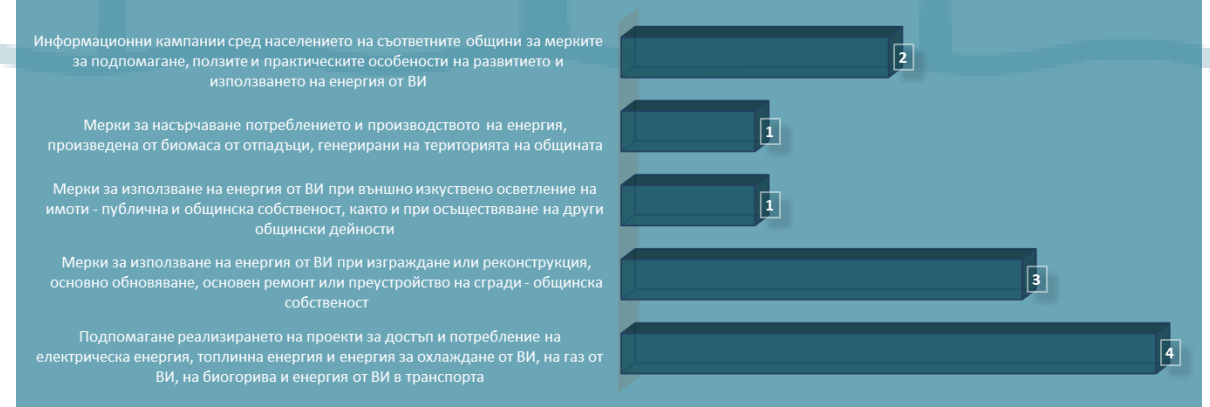 Информационни кампании сред населението на съответните общини за мерките
за подпомагане, ползите и практическите особености на развитието и
използването на енергия от ВИ
2
Мерки за насърчаване потреблението и производството на енергия,
произведена от биомаса от отпадъци, генерирани на територията на общината
1
Мерки за използване на енергия от ВИ при външно изкуствено осветление на
имоти - публична и общинска собственост, както и при осъществяване на други
общински дейности
1
Мерки за използване на енергия от ВИ при изграждане или реконструкция,
основно обновяване, основен ремонт или преустройство на сгради - общинска
собственост
3
Подпомагане реализирането на проекти за достъп и потребление на
електрическа енергия, топлинна енергия и енергия за охлаждане от ВИ, на газ от
ВИ, на биогорива и енергия от ВИ в транспорта
4